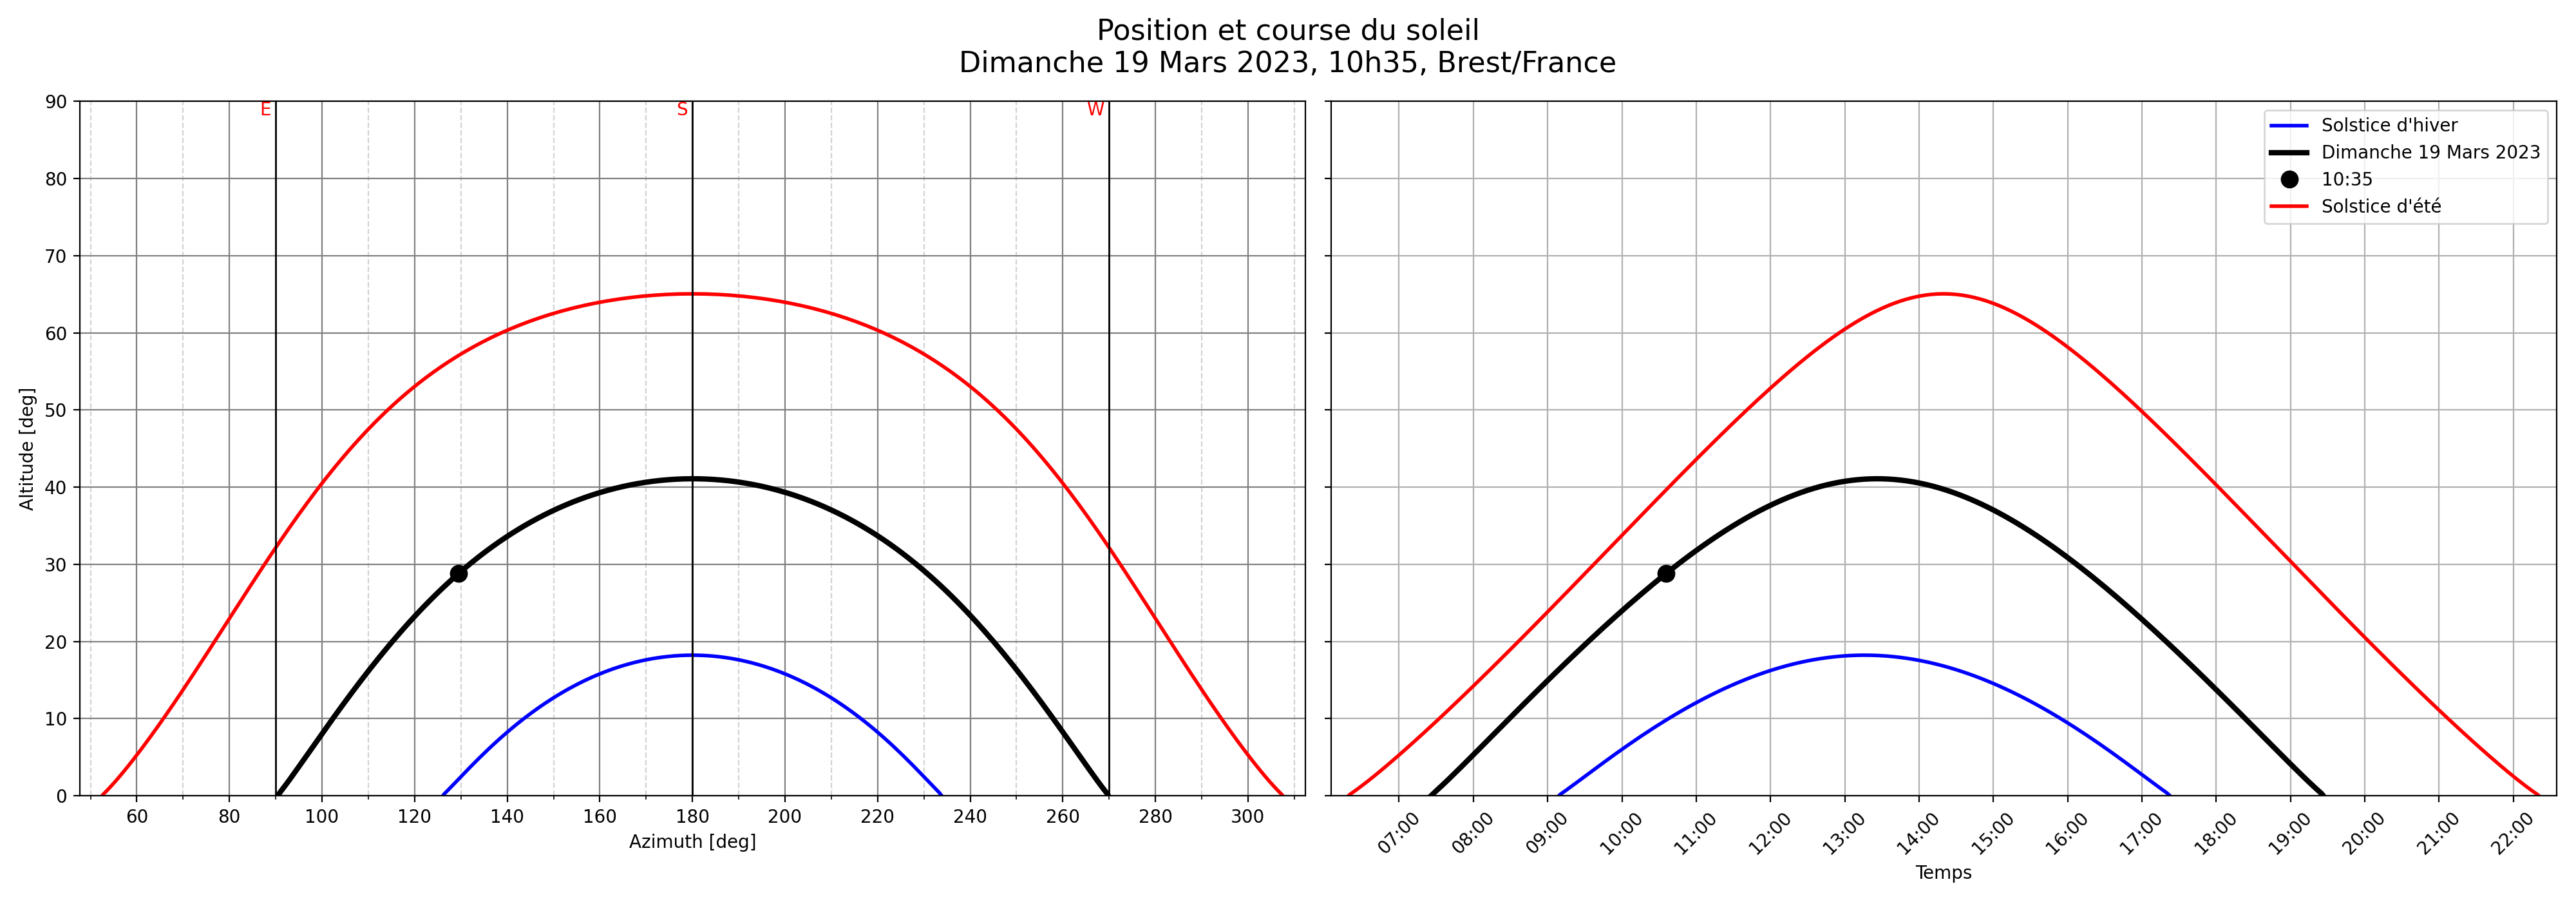 Position et course du soleil
Dimanche 19 Mars 2023, 10h35, Brest/France
E
S
W
90
80
70
60
50
40
30
20
10
0
Altitude [deg]
60 80 100 120 140 160 180 200 220 240 260 280 300
Azimuth [deg]
Solstice d'hiver
Dimanche 19 Mars 2023
10:35
Solstice d'été
07:00 08:00 09:00 10:00 11:00 12:00 13:00 14:00 15:00 16:00 17:00 18:00 19:00 20:00 21:00 22:00
Temps